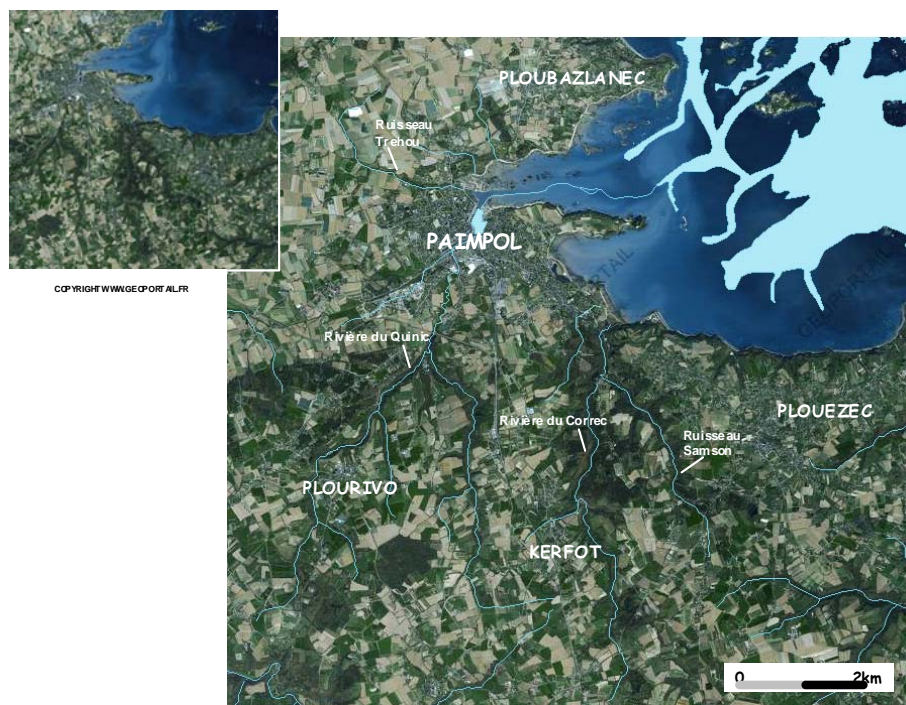 PLOUBAZLANEC
Ruisseau
Trehou
PAIMPOL
GEOPORTAIL
COPYRIGHT WWW.GEOPORTAIL.FR
Rivière du Quinic
PLOUEZEC
Rivière du Correc
Ruisseau
Samson
PLOURIVO
KERFOT
0 2km